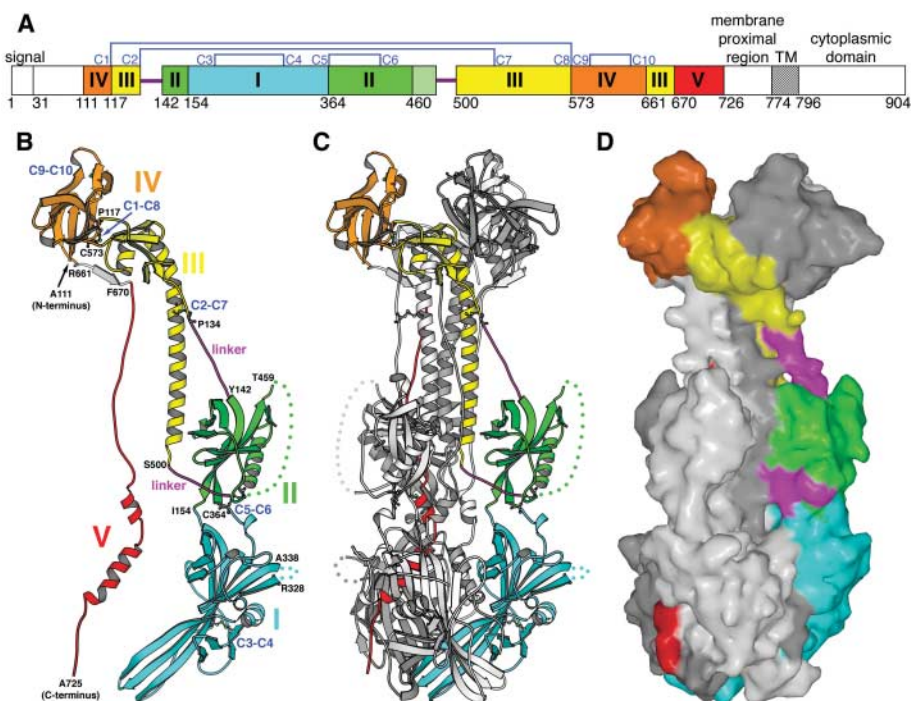 A
signal
membrane
proximal
region
TM
cytoplasmic
domain
C1 C2 C3 C4 C5 C6 C7 C8 C9 C10
IV III II I II III IV III V
1 31 111 117 142 154 364 460 500 573 661 670 726 774 796 904
B
C9-C10
IV
P117
C1-C8
C573
III
R661
A111
(N-terminus)
F670
C2-C7
P134
linker
T459
Y142
S500
linker
II
I154
C364
C5-C6
V
A338
R328
I
C3-C4
A725
(C-terminus)
C
D